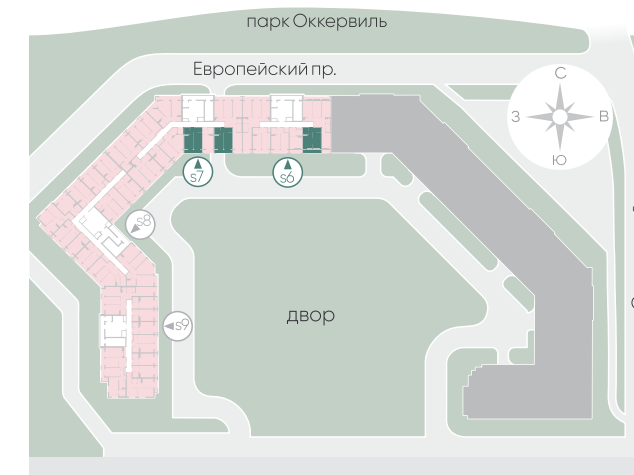 парк Оккервиль
Европейский пр.
С
З
В
Ю
s7
s6
s8
s9
двор